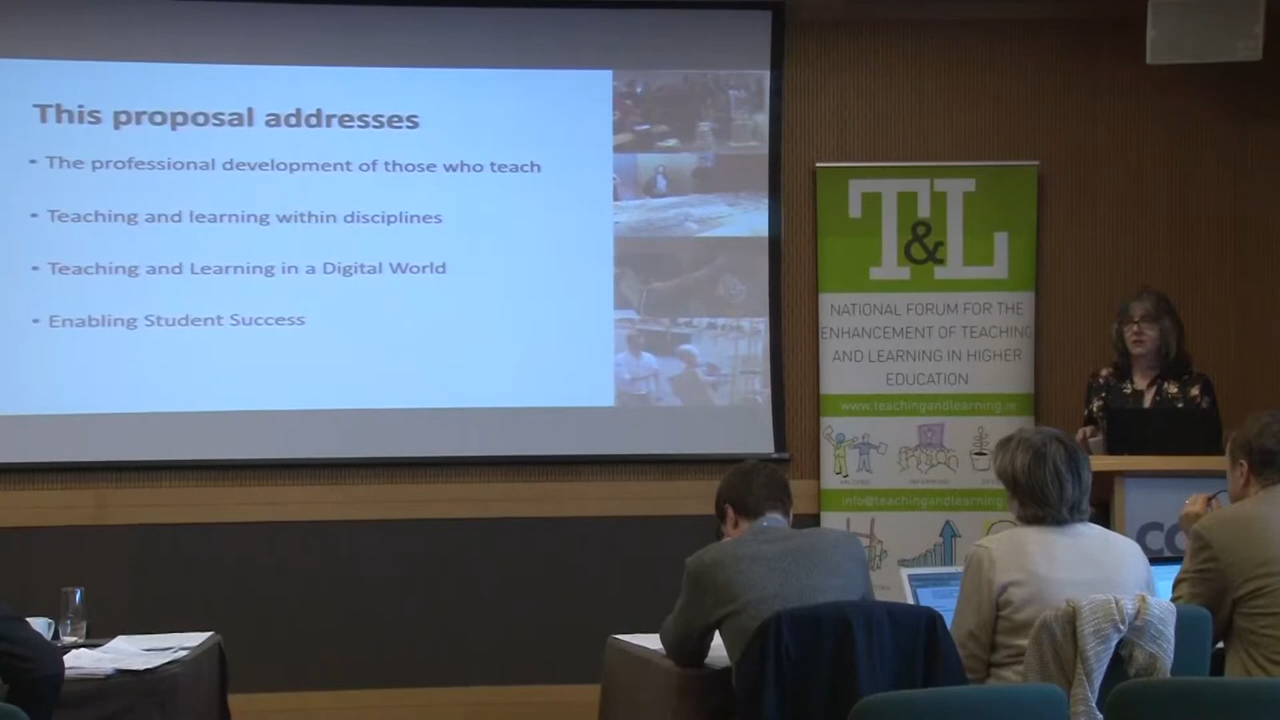 This proposal addresses
• The professional development of those who teach
• Teaching and learning within disciplines
• Teaching and Learning in a Digital World
• Enabling Student Success
T&L
NATIONAL FORUM FOR THE
ENHANCEMENT OF TEACHING
AND LEARNING IN HIGHER
EDUCATION
www.teachingandlearning.ie
info@teachingandlearning